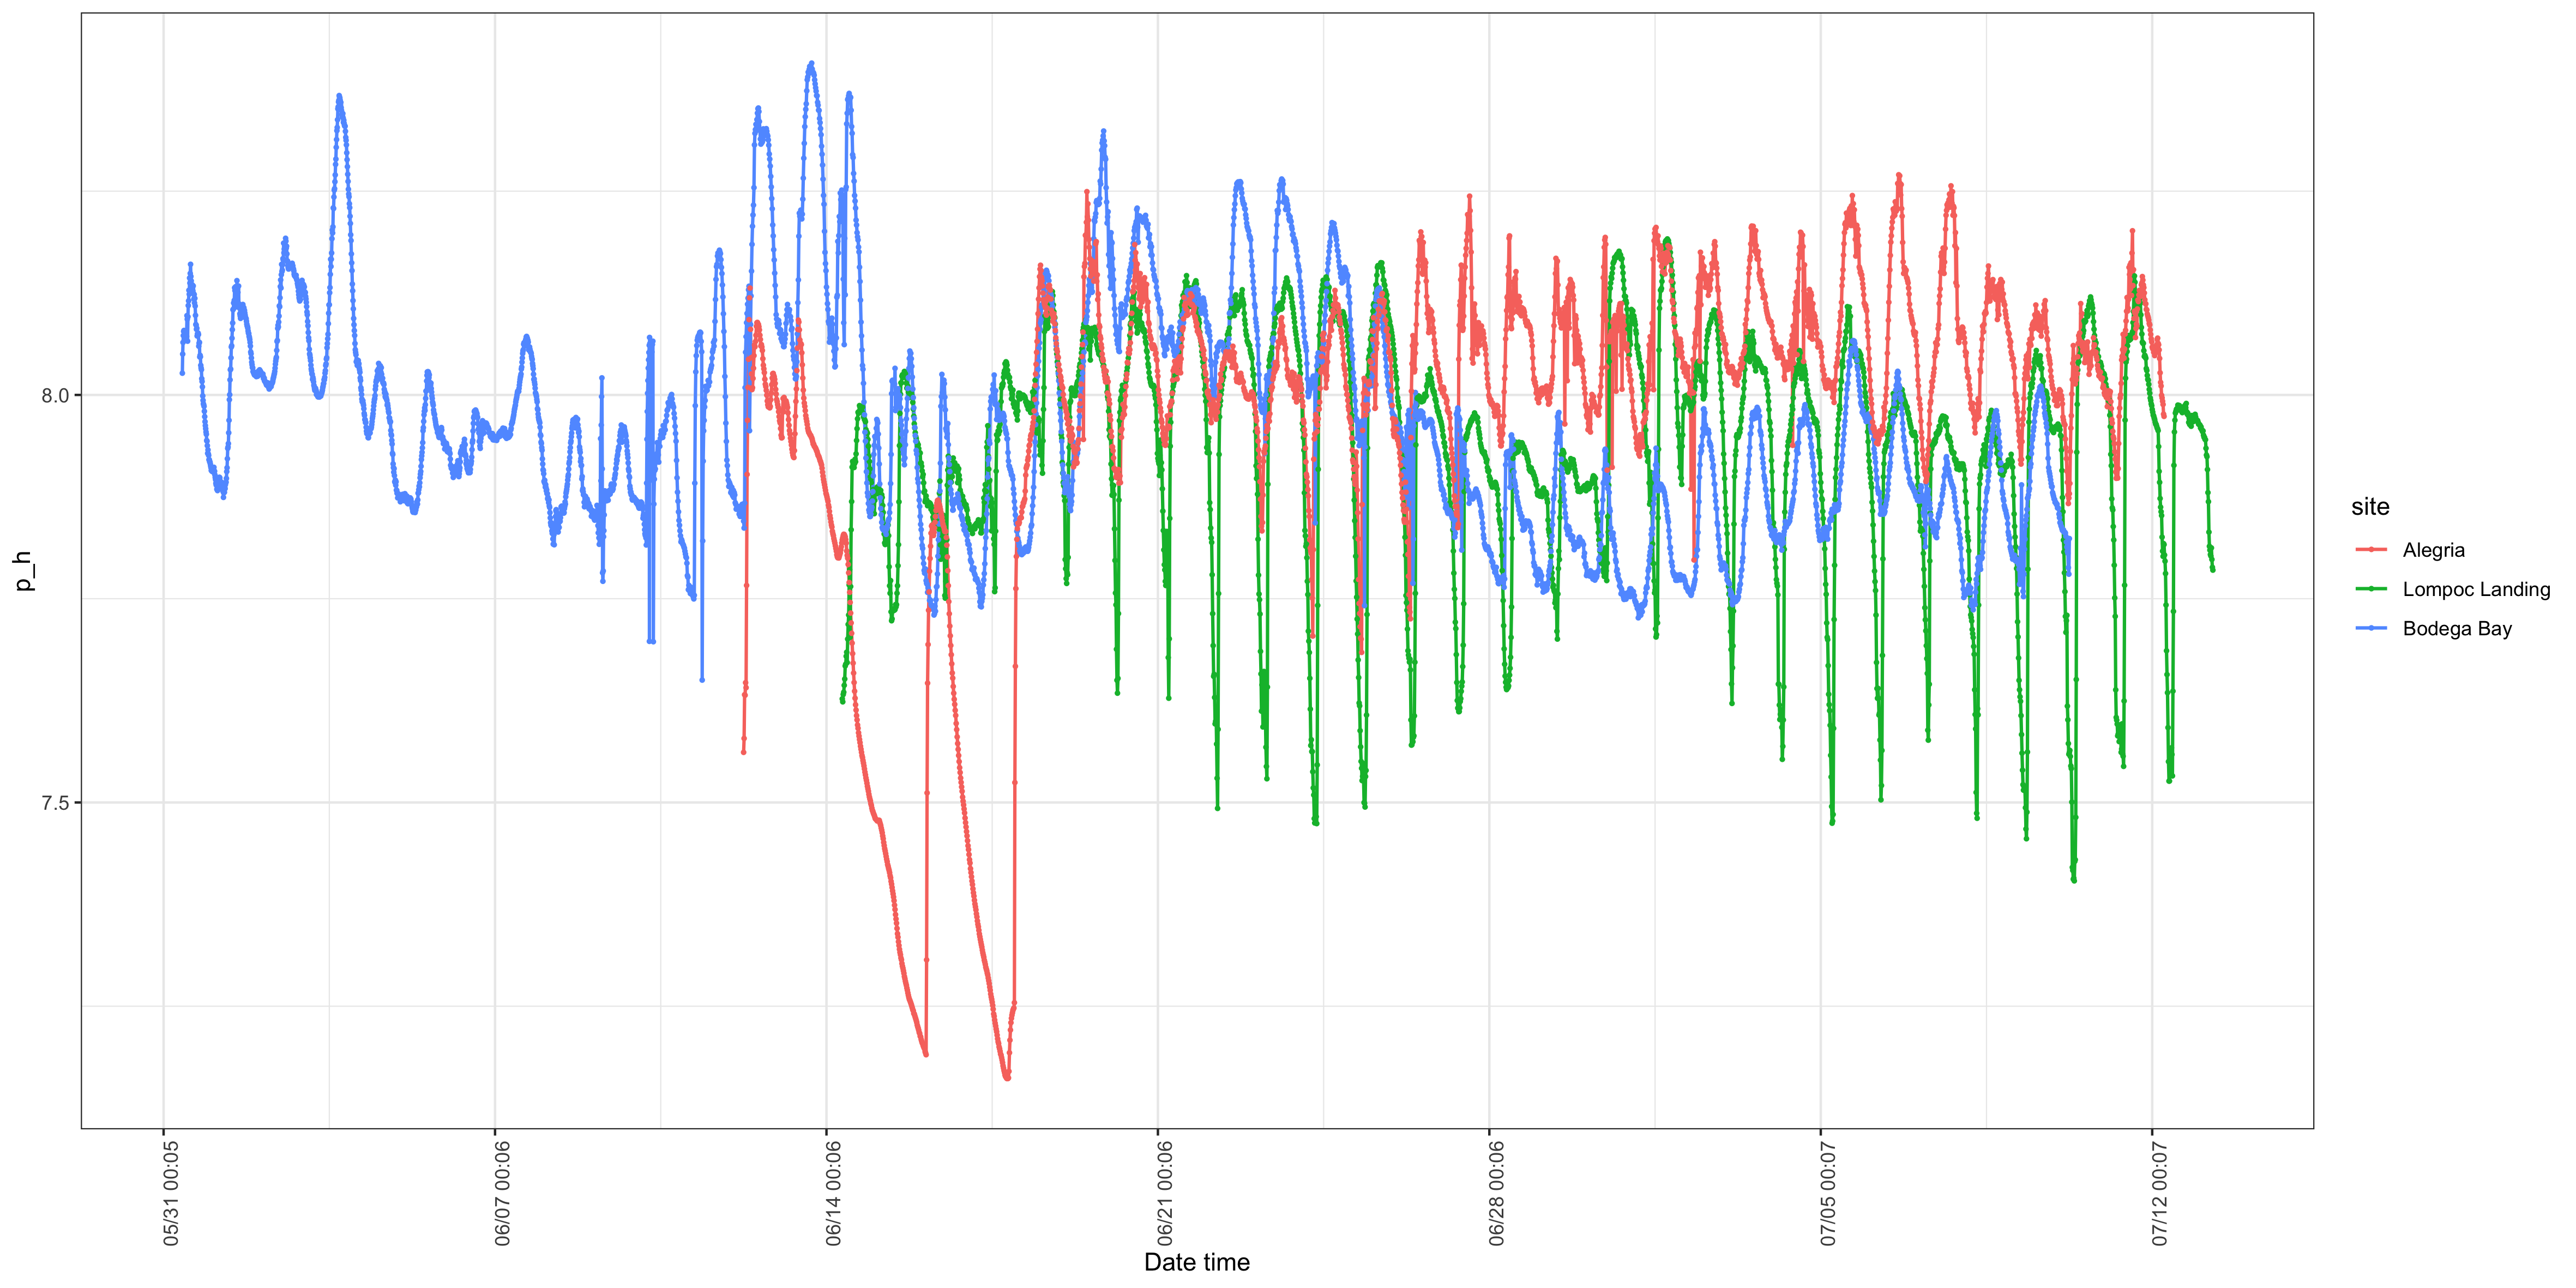 p_h
8.0
7.5
05/31 00:05
06/07 00:06
06/14 00:06
06/21 00:06
06/28 00:06
07/05 00:07
07/12 00:07
Date time
site
Alegria
Lompoc Landing
Bodega Bay